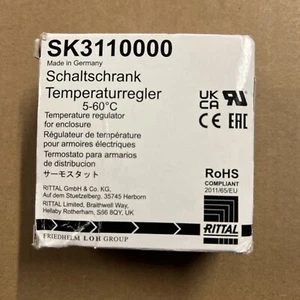 SK3110000
Made in Germany
Schaltschrank
Temperaturregler
5-60°C
Temperature regulator
for enclosure
Régulateur de température
pour armoires électriques
Termostato para armarios
de distribucion
サーモスタット
RITTAL GmbH & Co. KG,
Auf dem Stuetzelberg, 35745 Herborn
RITTAL Limited, Braithwell Way,
Hellaby Rotherham, S66 8QY, UK
FRIEDHELM LOH GROUP
UK
CA
CE EAC
RoHS
COMPLIANT
2011/65/EU
RITTAL